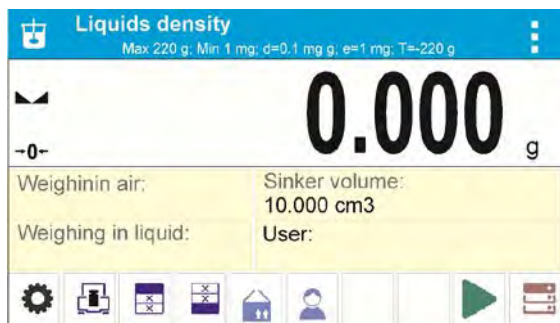 Liquids density
Max 220 g; Min 1 mg; d=0.1 mg g; e=1 mg; T=-220 g
0.000 g
→0←
Weighinin air:
Sinker volume:
10.000 cm3
Weighing in liquid:
User: